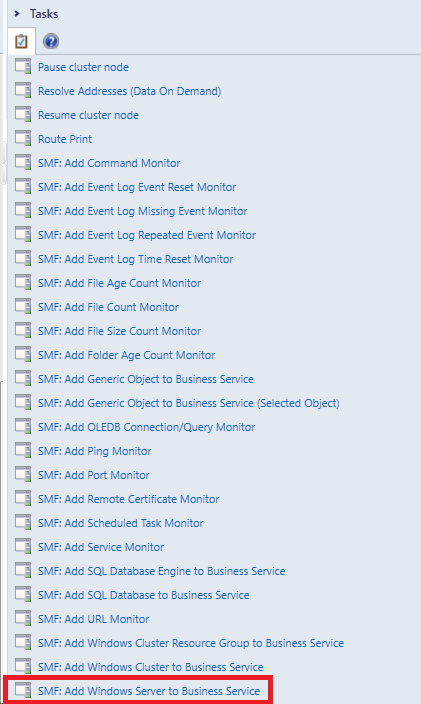 Tasks
Pause cluster node
Resolve Addresses (Data On Demand)
Resume cluster node
Route Print
SMF: Add Command Monitor
SMF: Add Event Log Event Reset Monitor
SMF: Add Event Log Missing Event Monitor
SMF: Add Event Log Repeated Event Monitor
SMF: Add Event Log Time Reset Monitor
SMF: Add File Age Count Monitor
SMF: Add File Count Monitor
SMF: Add File Size Count Monitor
SMF: Add Folder Age Count Monitor
SMF: Add Generic Object to Business Service
SMF: Add Generic Object to Business Service (Selected Object)
SMF: Add OLEDB Connection/Query Monitor
SMF: Add Ping Monitor
SMF: Add Port Monitor
SMF: Add Remote Certificate Monitor
SMF: Add Scheduled Task Monitor
SMF: Add Service Monitor
SMF: Add SQL Database Engine to Business Service
SMF: Add SQL Database to Business Service
SMF: Add URL Monitor
SMF: Add Windows Cluster Resource Group to Business Service
SMF: Add Windows Cluster to Business Service
SMF: Add Windows Server to Business Service